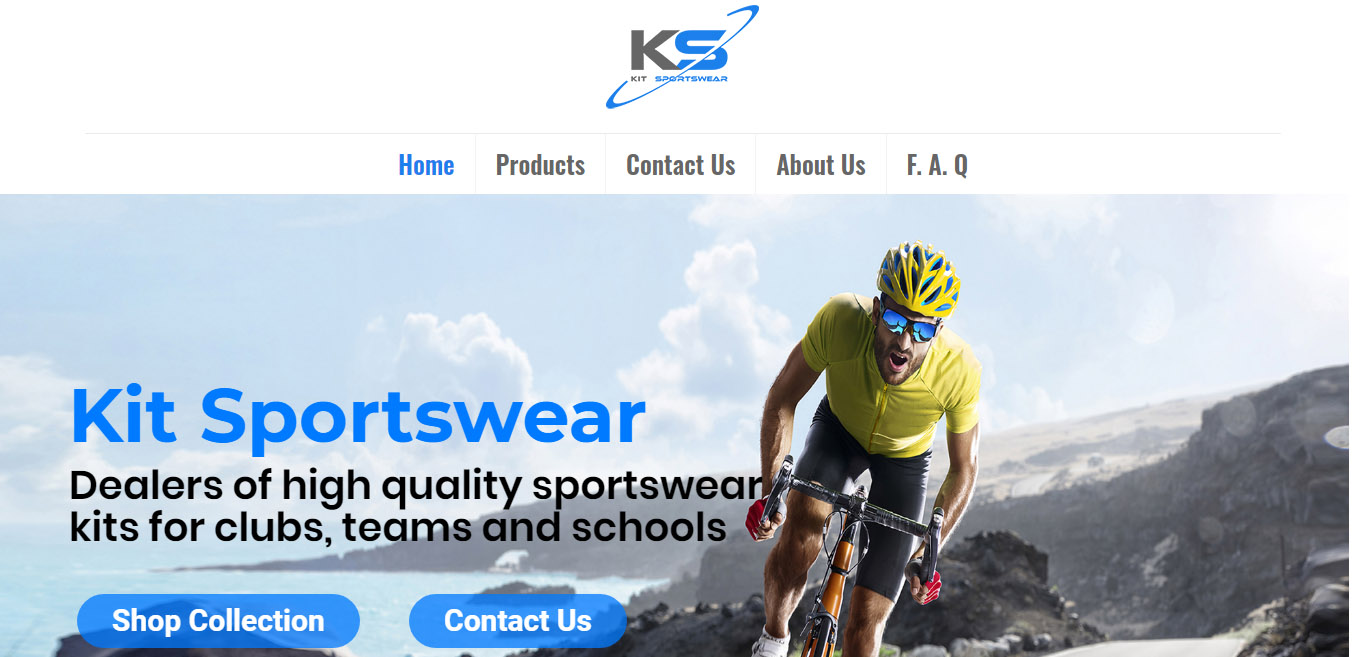 KS
KIT SPORTSWEAR
Home Products Contact Us About Us F. A. Q
Kit Sportswear
Dealers of high quality sportswear
kits for clubs, teams and schools
Shop Collection Contact Us